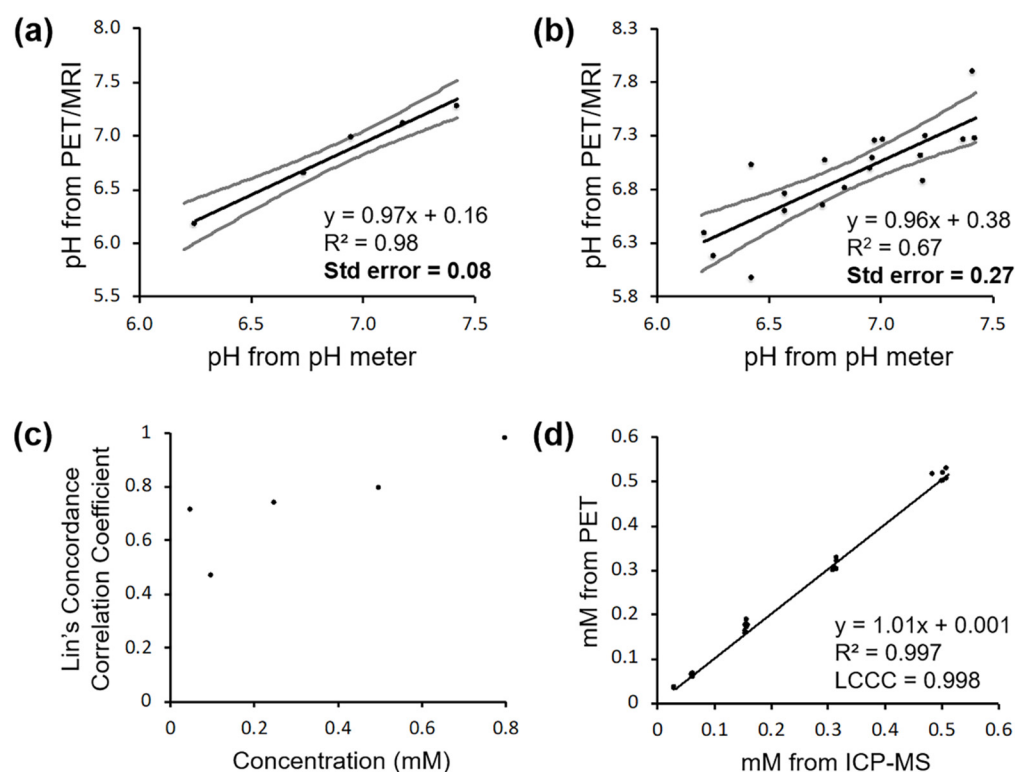 (a)
8.0
7.5
7.0
6.5
6.0
5.5
pH from PET/MRI
y = 0.97x + 0.16
R² = 0.98
Std error = 0.08
6.0 6.5 7.0 7.5
pH from pH meter
(b)
8.3
7.8
7.3
6.8
6.3
5.8
pH from PET/MRI
y = 0.96x + 0.38
R² = 0.67
Std error = 0.27
6.0 6.5 7.0 7.5
pH from pH meter
(c)
1
0.8
0.6
0.4
0.2
0
Lin's Concordance
Correlation Coefficient
0 0.2 0.4 0.6 0.8
Concentration (mM)
(d)
0.6
0.5
0.4
0.3
0.2
0.1
0
mM from PET
y = 1.01x + 0.001
R² = 0.997
LCCC = 0.998
0 0.1 0.2 0.3 0.4 0.5 0.6
mM from ICP-MS